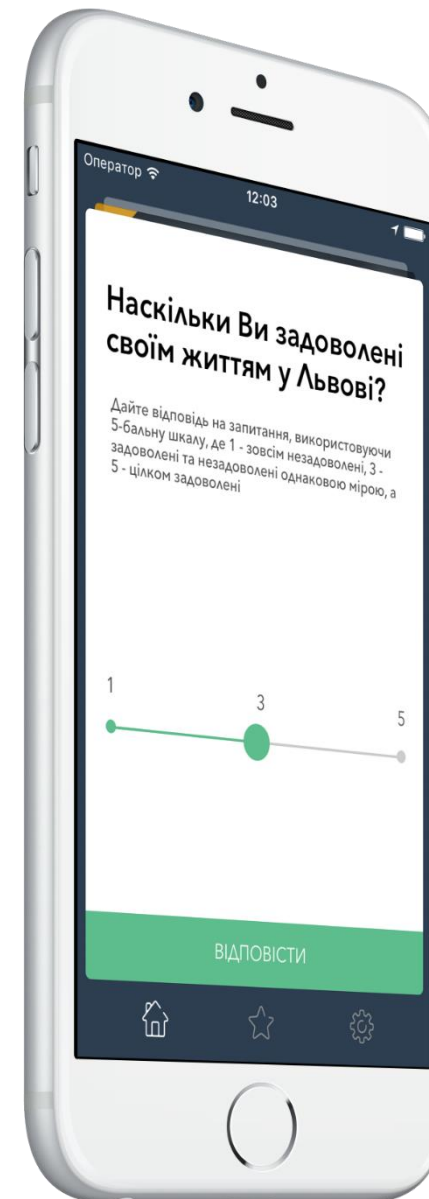 Оператор
12:03
Наскільки Ви задоволені
своїм життям у Львові?
Дайте відповідь на запитання, використовуючи
5-бальну шкалу, де 1 - зовсім незадоволені, 3 -
задоволені та незадоволені однаковою мірою, а
5 - цілком задоволені
1
3
5
ВІДПОВІСТИ